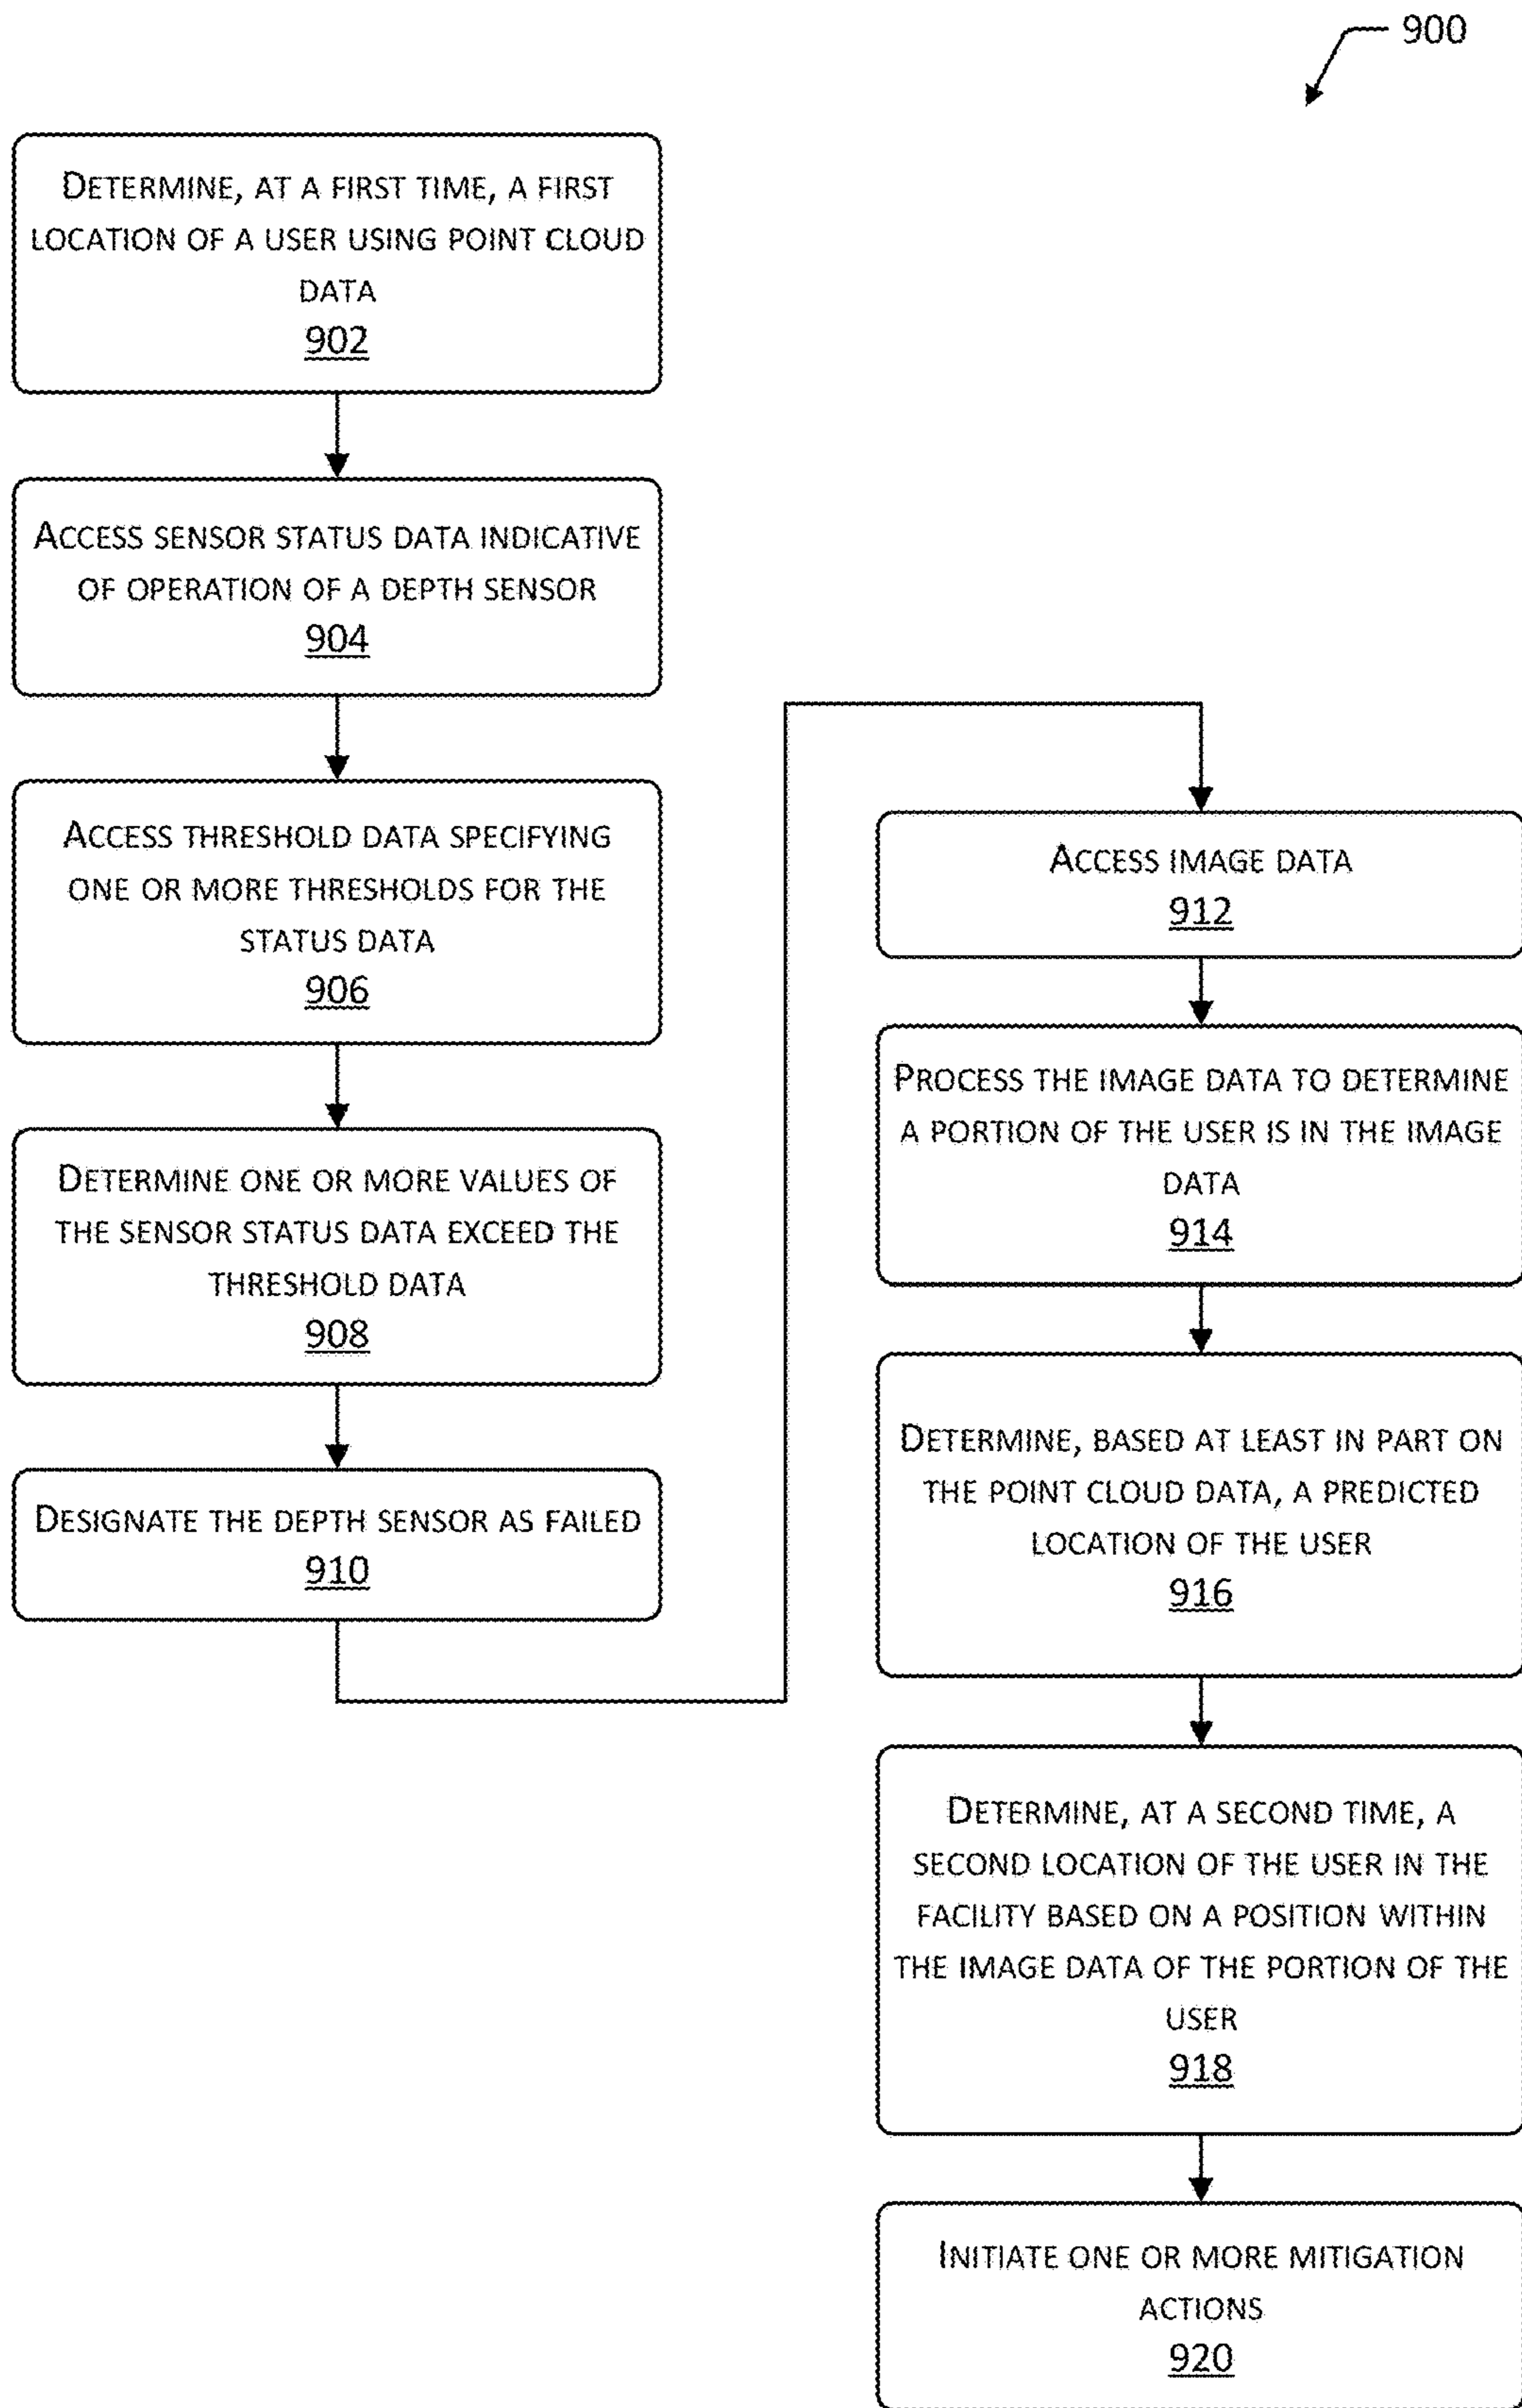 900
DETERMINE, AT A FIRST TIME, A FIRST
LOCATION OF A USER USING POINT CLOUD
DATA
902
ACCESS SENSOR STATUS DATA INDICATIVE
OF OPERATION OF A DEPTH SENSOR
904
ACCESS THRESHOLD DATA SPECIFYING
ONE OR MORE THRESHOLDS FOR THE
STATUS DATA
906
DETERMINE ONE OR MORE VALUES OF
THE SENSOR STATUS DATA EXCEED THE
THRESHOLD DATA
908
DESIGNATE THE DEPTH SENSOR AS FAILED
910
ACCESS IMAGE DATA
912
PROCESS THE IMAGE DATA TO DETERMINE
A PORTION OF THE USER IS IN THE IMAGE
DATA
914
DETERMINE, BASED AT LEAST IN PART ON
THE POINT CLOUD DATA, A PREDICTED
LOCATION OF THE USER
916
DETERMINE, AT A SECOND TIME, A
SECOND LOCATION OF THE USER IN THE
FACILITY BASED ON A POSITION WITHIN
THE IMAGE DATA OF THE PORTION OF THE
USER
918
INITIATE ONE OR MORE MITIGATION
ACTIONS
920